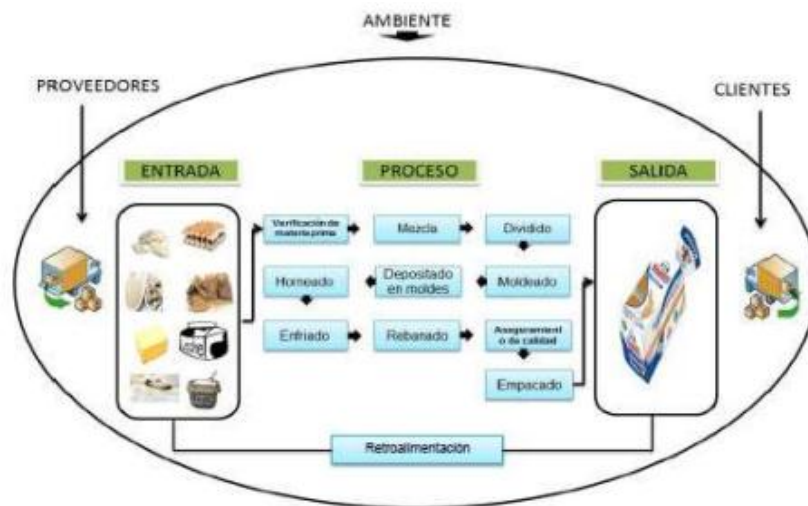 AMBIENTE
PROVEEDORES
CLIENTES
ENTRADA
PROCESO
SALIDA
Verificación de
materia prima
Mezcla
Dividido
Horneado
Depositado
en moldes
Moldeado
Enfriado
Rebanado
Aseguramient
o de calidad
Empacado
Retroalimentación